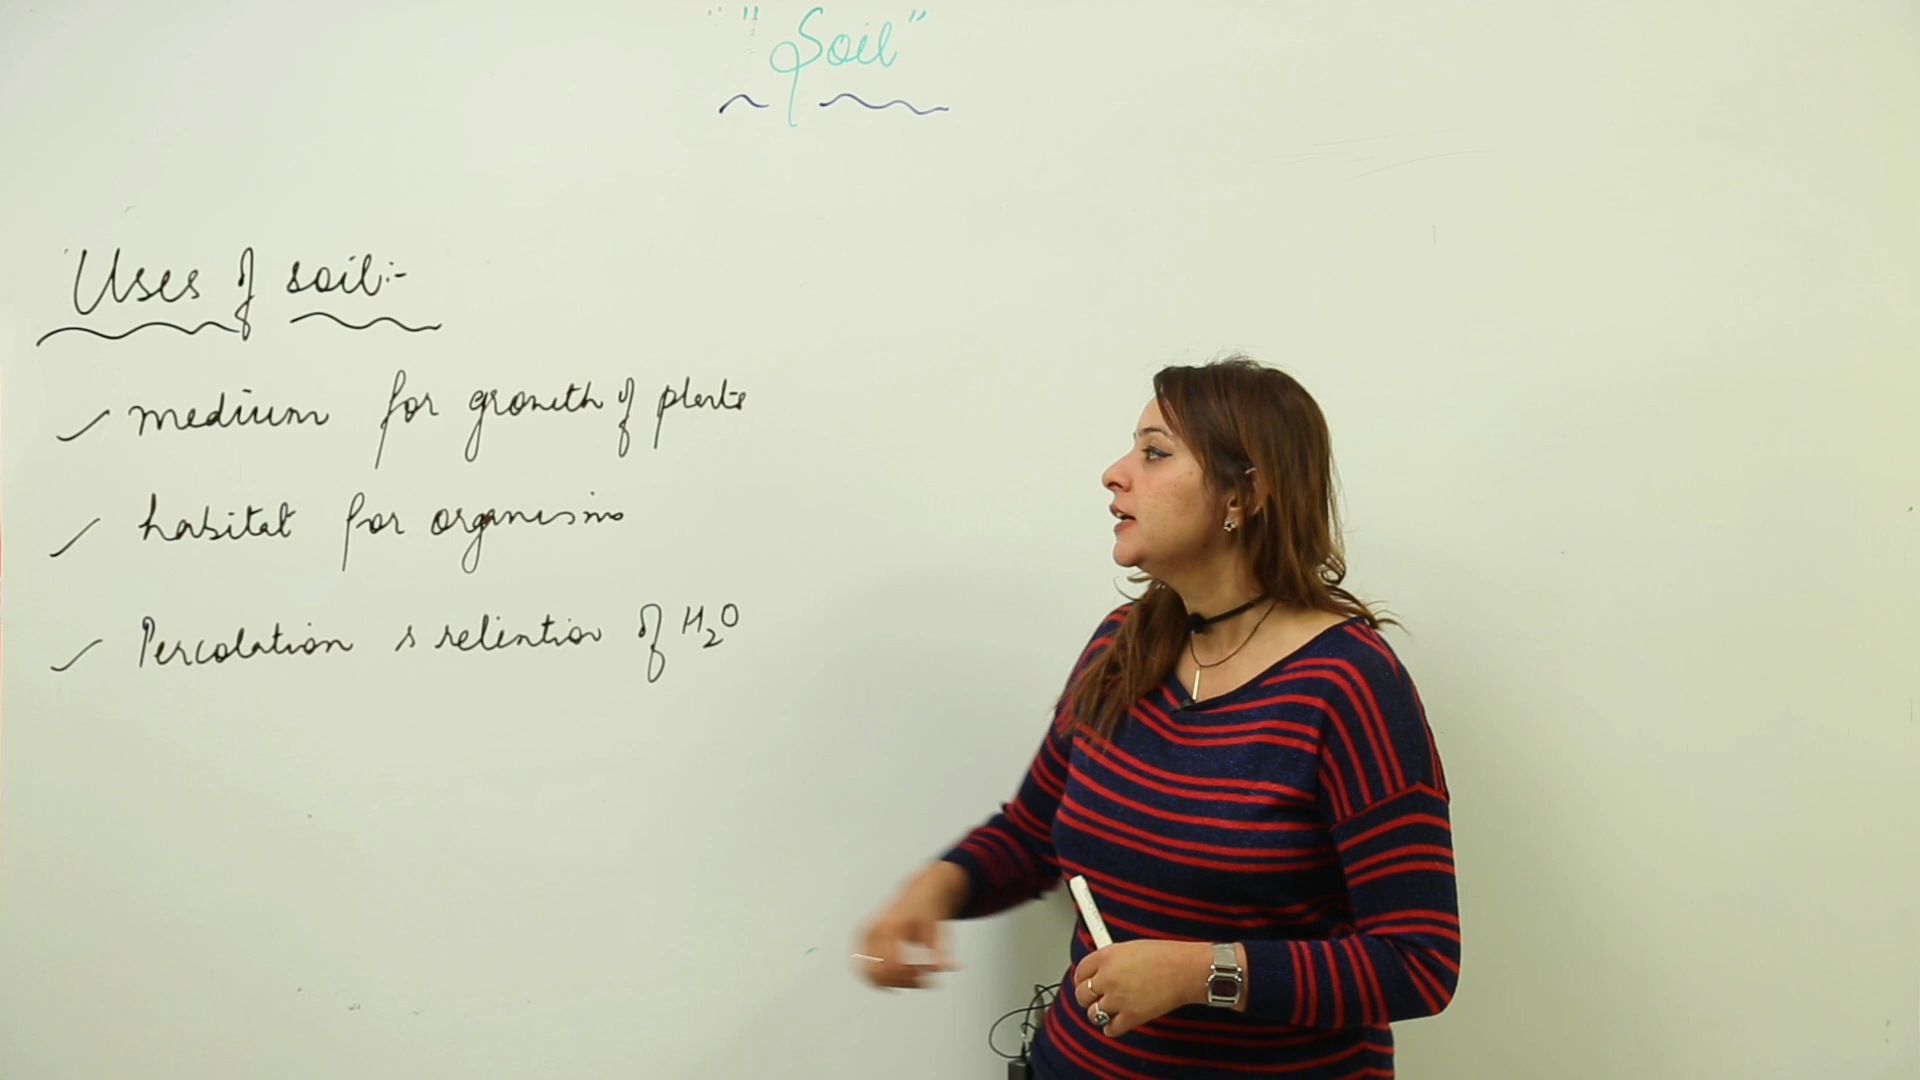 "Soil"
Uses of soil:-
medium for growth of plants
habitat for organisms
Percolation & retention of H₂O